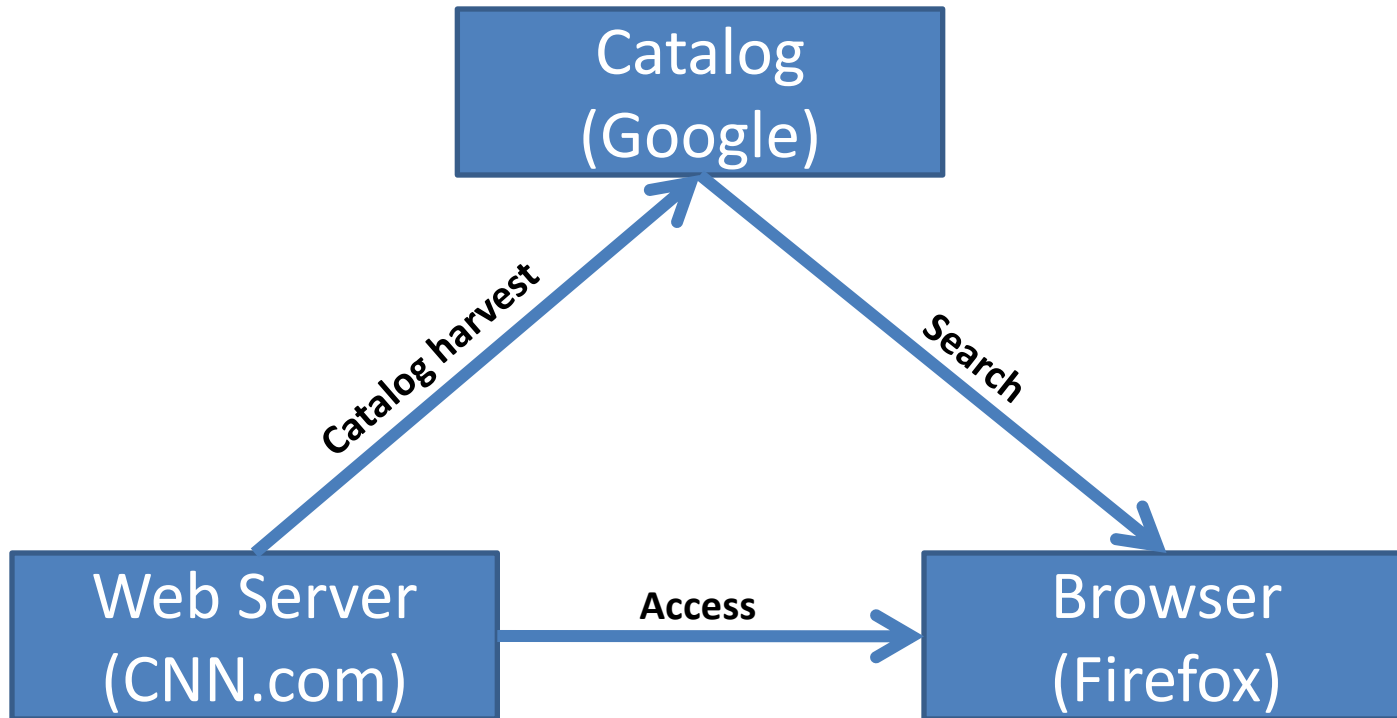 Catalog
(Google)
Catalog harvest
Search
Web Server
(CNN.com)
Access
Browser
(Firefox)